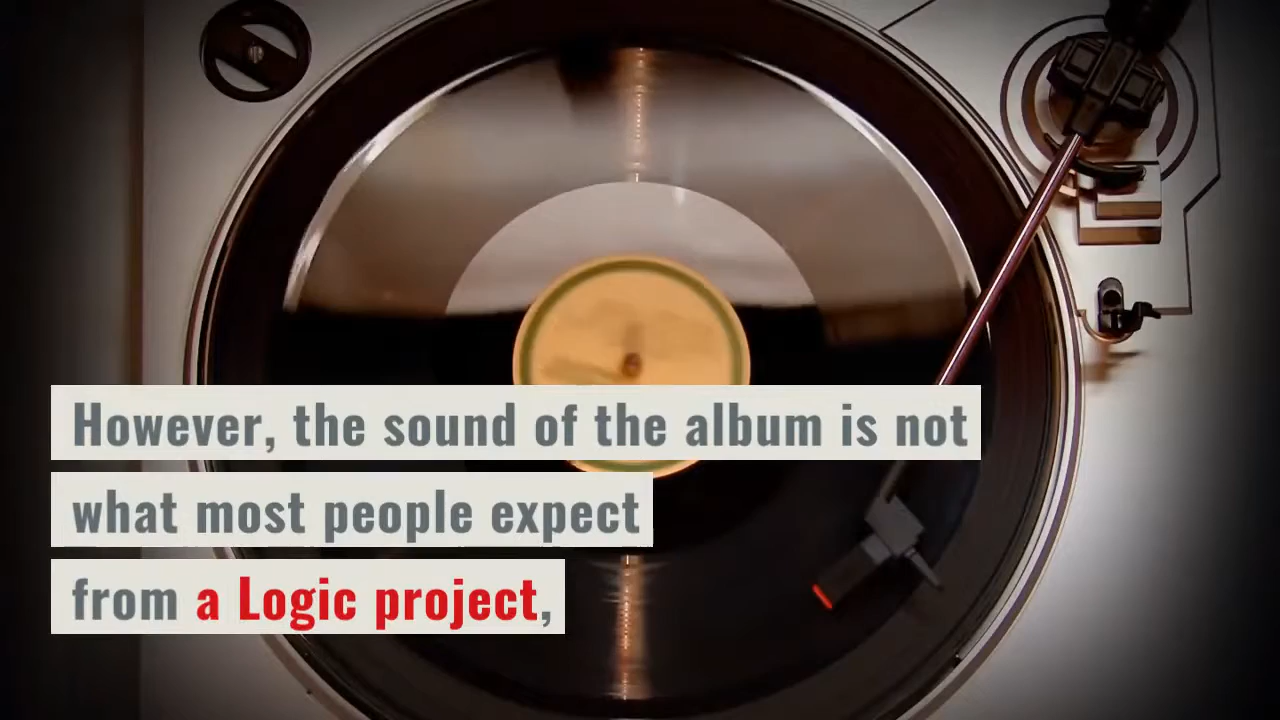 However, the sound of the album is not
what most people expect
from a Logic project,